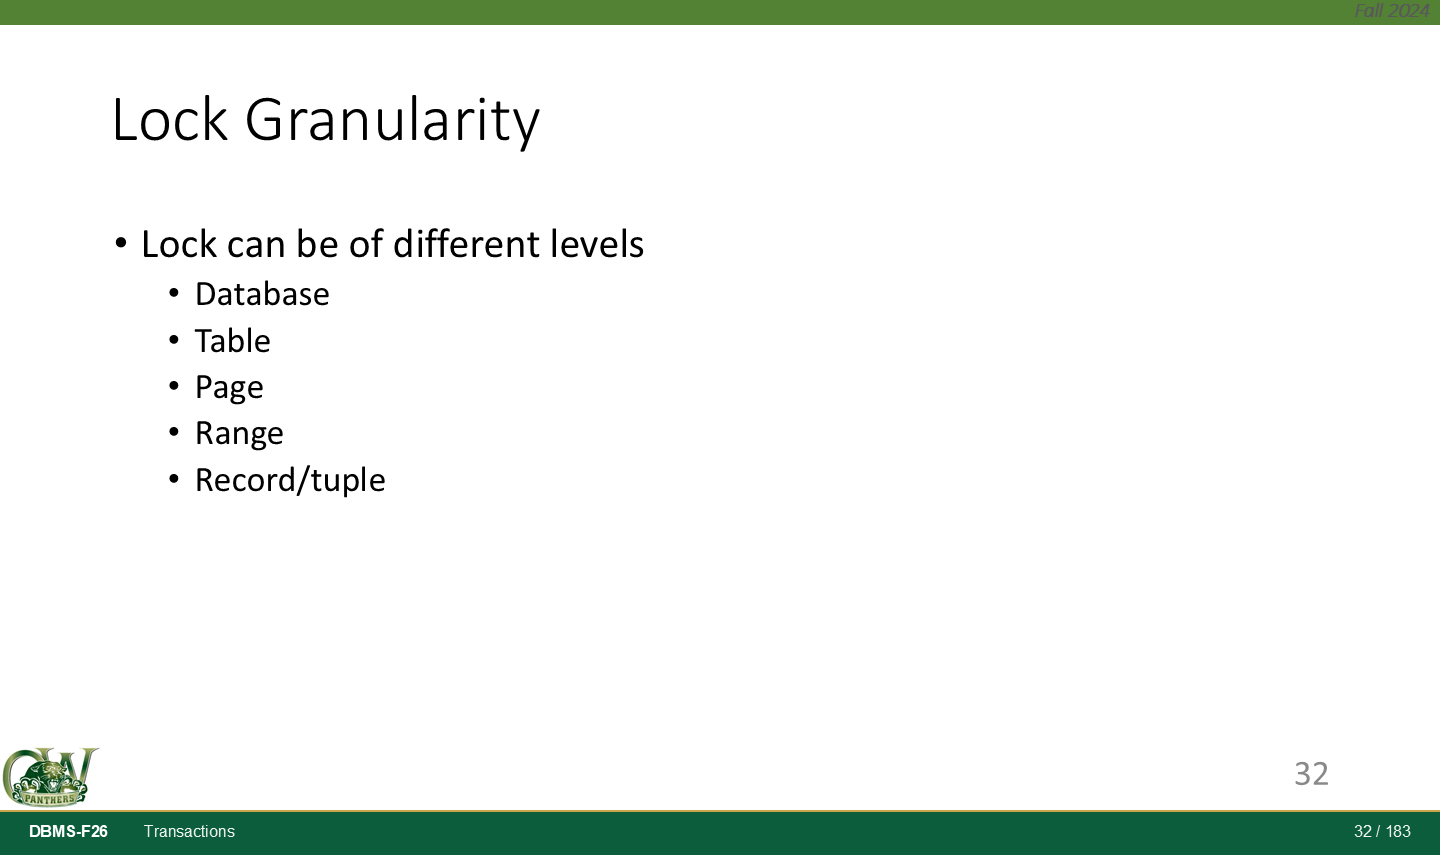 Fall 2024
Lock Granularity
• Lock can be of different levels
• Database
• Table
• Page
• Range
• Record/tuple
OW
PANTHERS
32
DBMS-F26 Transactions 32 / 183